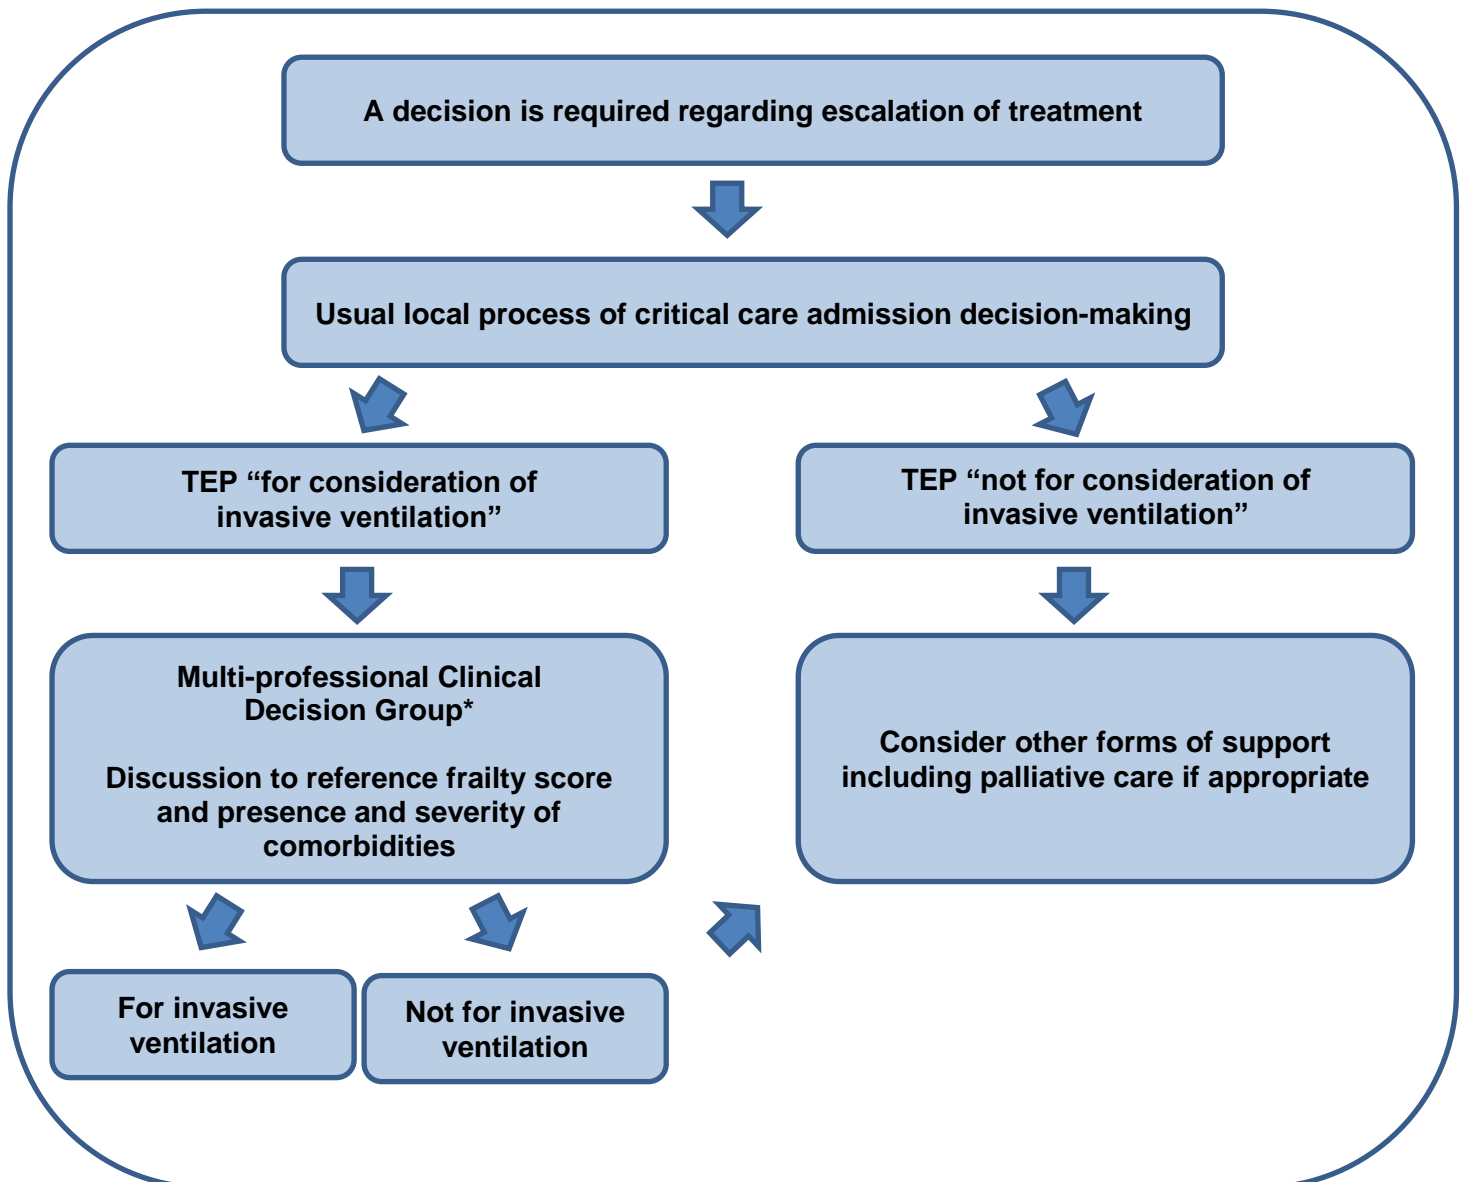 A decision is required regarding escalation of treatment
Usual local process of critical care admission decision-making
TEP “for consideration of
invasive ventilation”
TEP “not for consideration of
invasive ventilation”
Multi-professional Clinical
Decision Group*
Discussion to reference frailty score
and presence and severity of
comorbidities
Consider other forms of support
including palliative care if appropriate
For invasive
ventilation
Not for invasive
ventilation